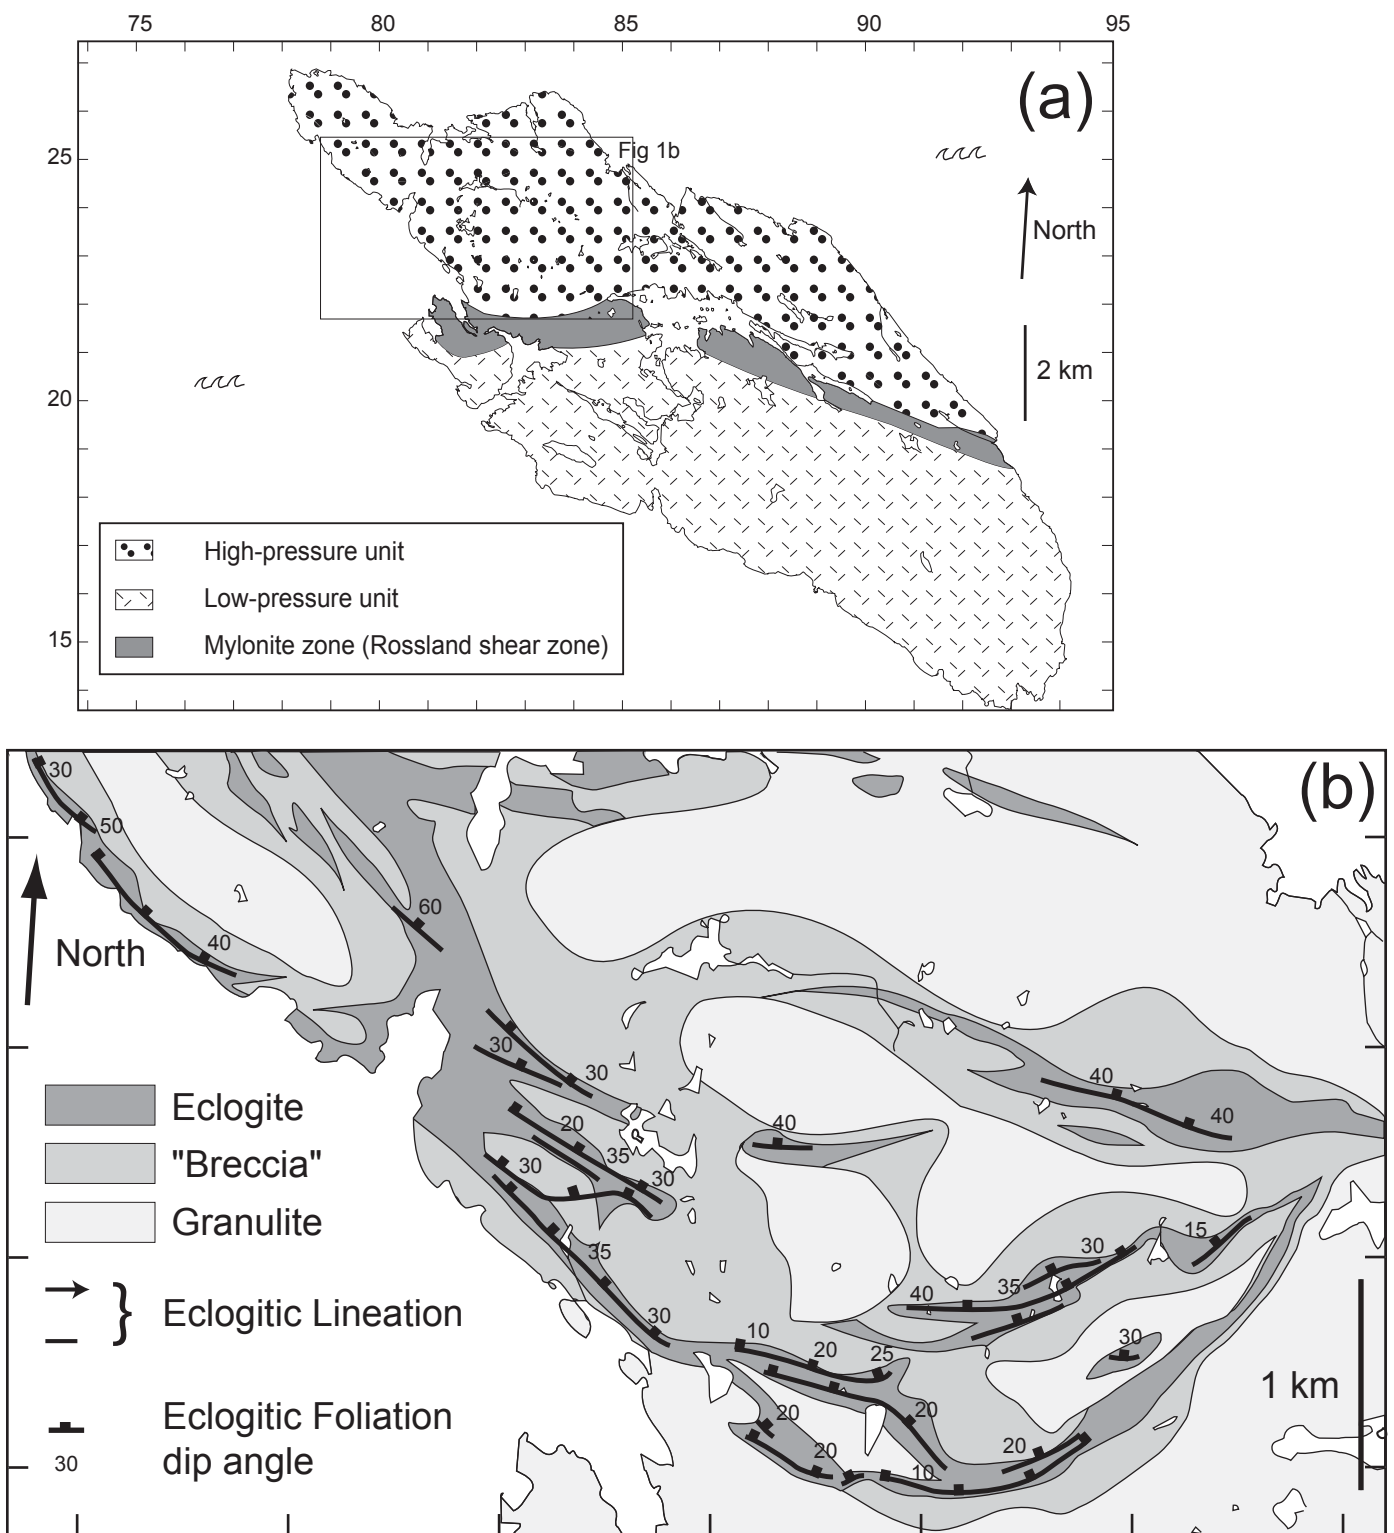 75 80 85 90 95
(a)
25
Fig 1b
North
2 km
20
High-pressure unit
Low-pressure unit
15
Mylonite zone (Rossland shear zone)
(b)
30
50
60
40
North
30
30
40
40
Eclogite
20
40
"Breccia"
35
30
30
Granulite
15
35
30
40
35
Eclogitic Lineation
30
10
20
25
30
1 km
Eclogitic Foliation
dip angle
30
20
20
20
20
10